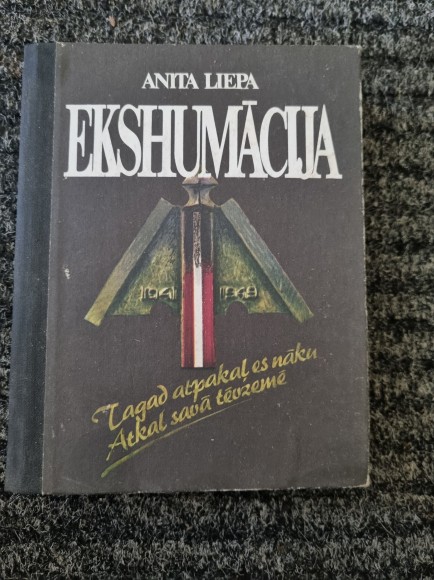 ANITA LIEPA
EKSHUMĀCIJA
1941 1949
Tagad atpakaļ es nāku
Atkal savā tēvzemē